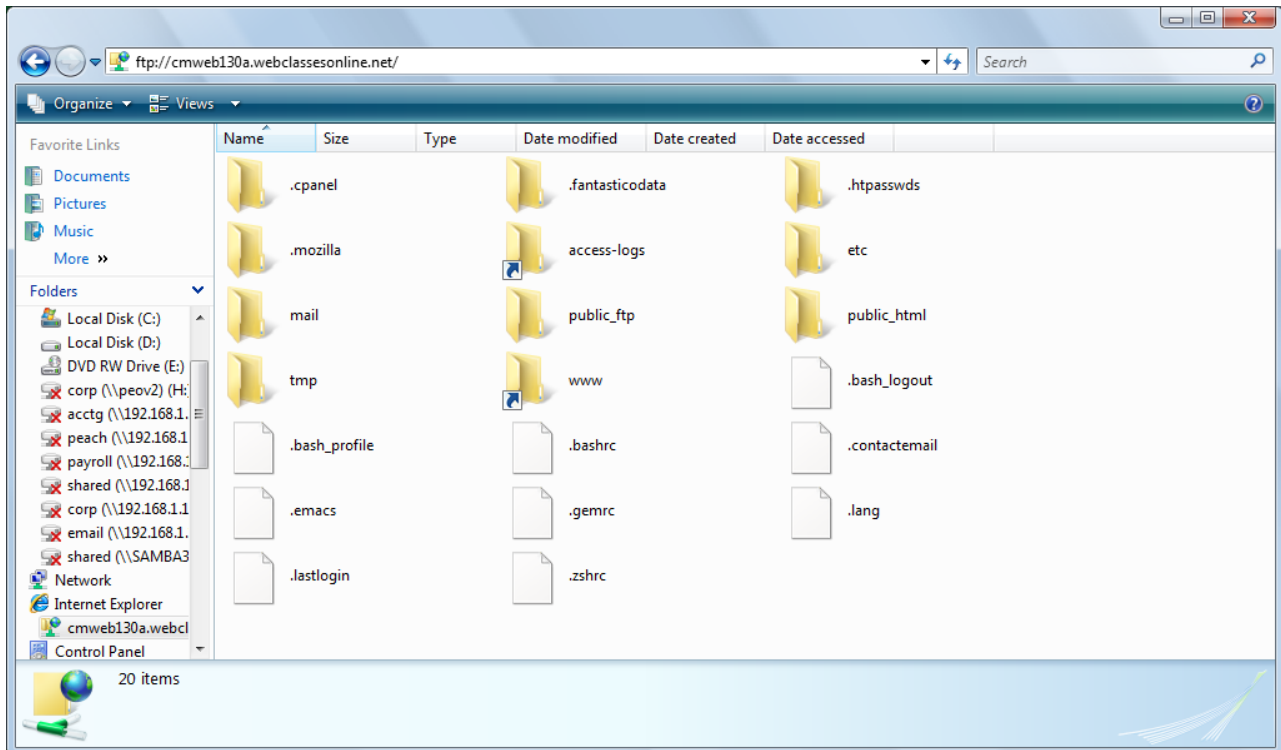 ftp://cmweb130a.webclassesonline.net/
Search
Organize Views
Favorite Links
Documents
Pictures
Music
More »
Folders
Local Disk (C:)
Local Disk (D:)
DVD RW Drive (E:)
corp (\\peov2) (H:
acctg (\\192.168.1.
peach (\\192.168.1
payroll (\\192.168.:
shared (\\192.168.1
corp (\\192.168.1.1
email (\\192.168.1.
shared (\\SAMBA3
Network
Internet Explorer
cmweb130a.webcl
Control Panel
Name Size Type Date modified Date created Date accessed
.cpanel .fantasticodata .htpasswds
.mozilla access-logs etc
mail public_ftp public_html
tmp www .bash_logout
.bash_profile .bashrc .contactemail
.emacs .gemrc .lang
.lastlogin .zshrc
20 items